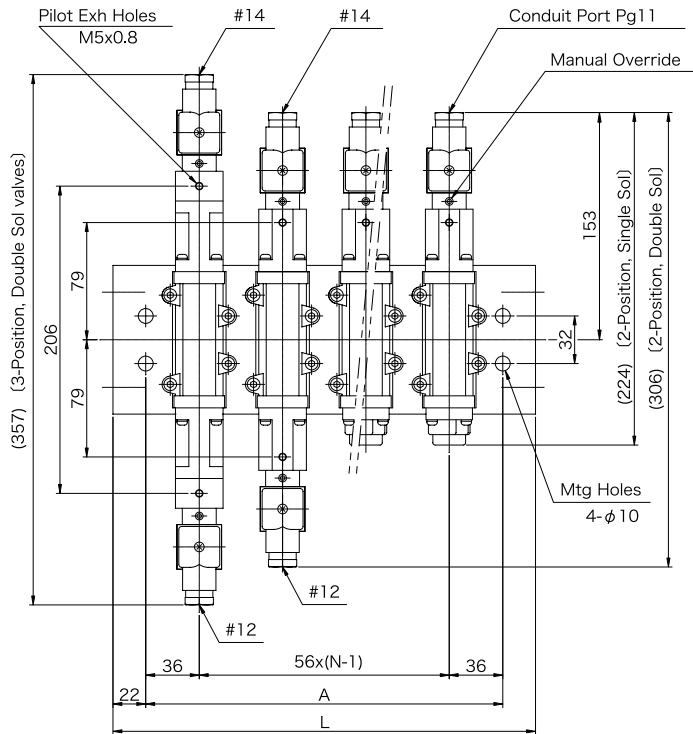 Pilot Exh Holes
M5x0.8
#14
#14
Conduit Port Pg11
Manual Override
(357) (3-Position, Double Sol valves)
206
79
79
153
(224) (2-Position, Single Sol)
(306) (2-Position, Double Sol)
32
Mtg Holes
4-φ10
#12
#12
36
56x(N-1)
36
22
A
L